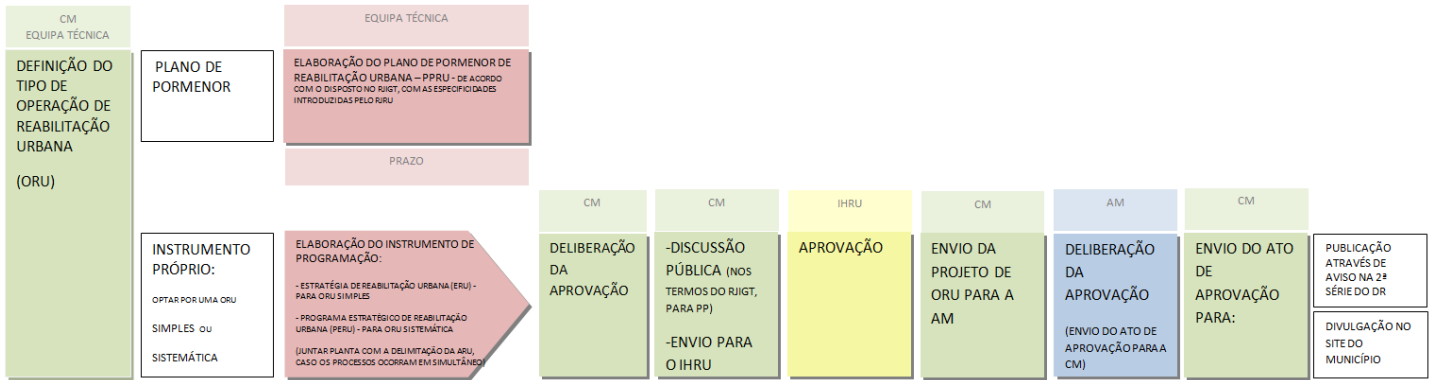 CM
EQUIPA TÉCNICA
DEFINIÇÃO DO
TIPO DE
OPERAÇÃO DE
REABILITAÇÃO
URBANA
(ORU)
PLANO DE
PORMENOR
EQUIPA TÉCNICA
ELABORAÇÃO DO PLANO DE PORMENOR DE
REABILITAÇÃO URBANA – PPRU - DE ACORDO
COM O DISPOSTO NO RJIGT, COM AS ESPECIFICIDADES
INTRODUZIDAS PELO RJRU
PRAZO
INSTRUMENTO
PRÓPRIO:
OPTAR POR UMA ORU
SIMPLES OU
SISTEMÁTICA
ELABORAÇÃO DO INSTRUMENTO DE
PROGRAMAÇÃO:
- ESTRATÉGIA DE REABILITAÇÃO URBANA (ERU) -
PARA ORU SIMPLES
- PROGRAMA ESTRATÉGICO DE REABILITAÇÃO
URBANA (PERU) - PARA ORU SISTEMÁTICA
(JUNTAR PLANTA COM A DELIMITAÇÃO DA ARU,
CASO OS PROCESSOS OCORRAM EM SIMULTÂNEO)
CM
DELIBERAÇÃO
DA
APROVAÇÃO
CM
-DISCUSSÃO
PÚBLICA (NOS
TERMOS DO RJIGT,
PARA PP)
-ENVIO PARA
O IHRU
IHRU
APROVAÇÃO
CM
ENVIO DA
PROJETO DE
ORU PARA A
AM
AM
DELIBERAÇÃO
DA
APROVAÇÃO
(ENVIO DO ATO DE
APROVAÇÃO PARA A
CM)
CM
ENVIO DO ATO
DE
APROVAÇÃO
PARA:
PUBLICAÇÃO
ATRAVÉS DE
AVISO NA 2ª
SÉRIE DO DR
DIVULGAÇÃO NO
SITE DO
MUNICÍPIO